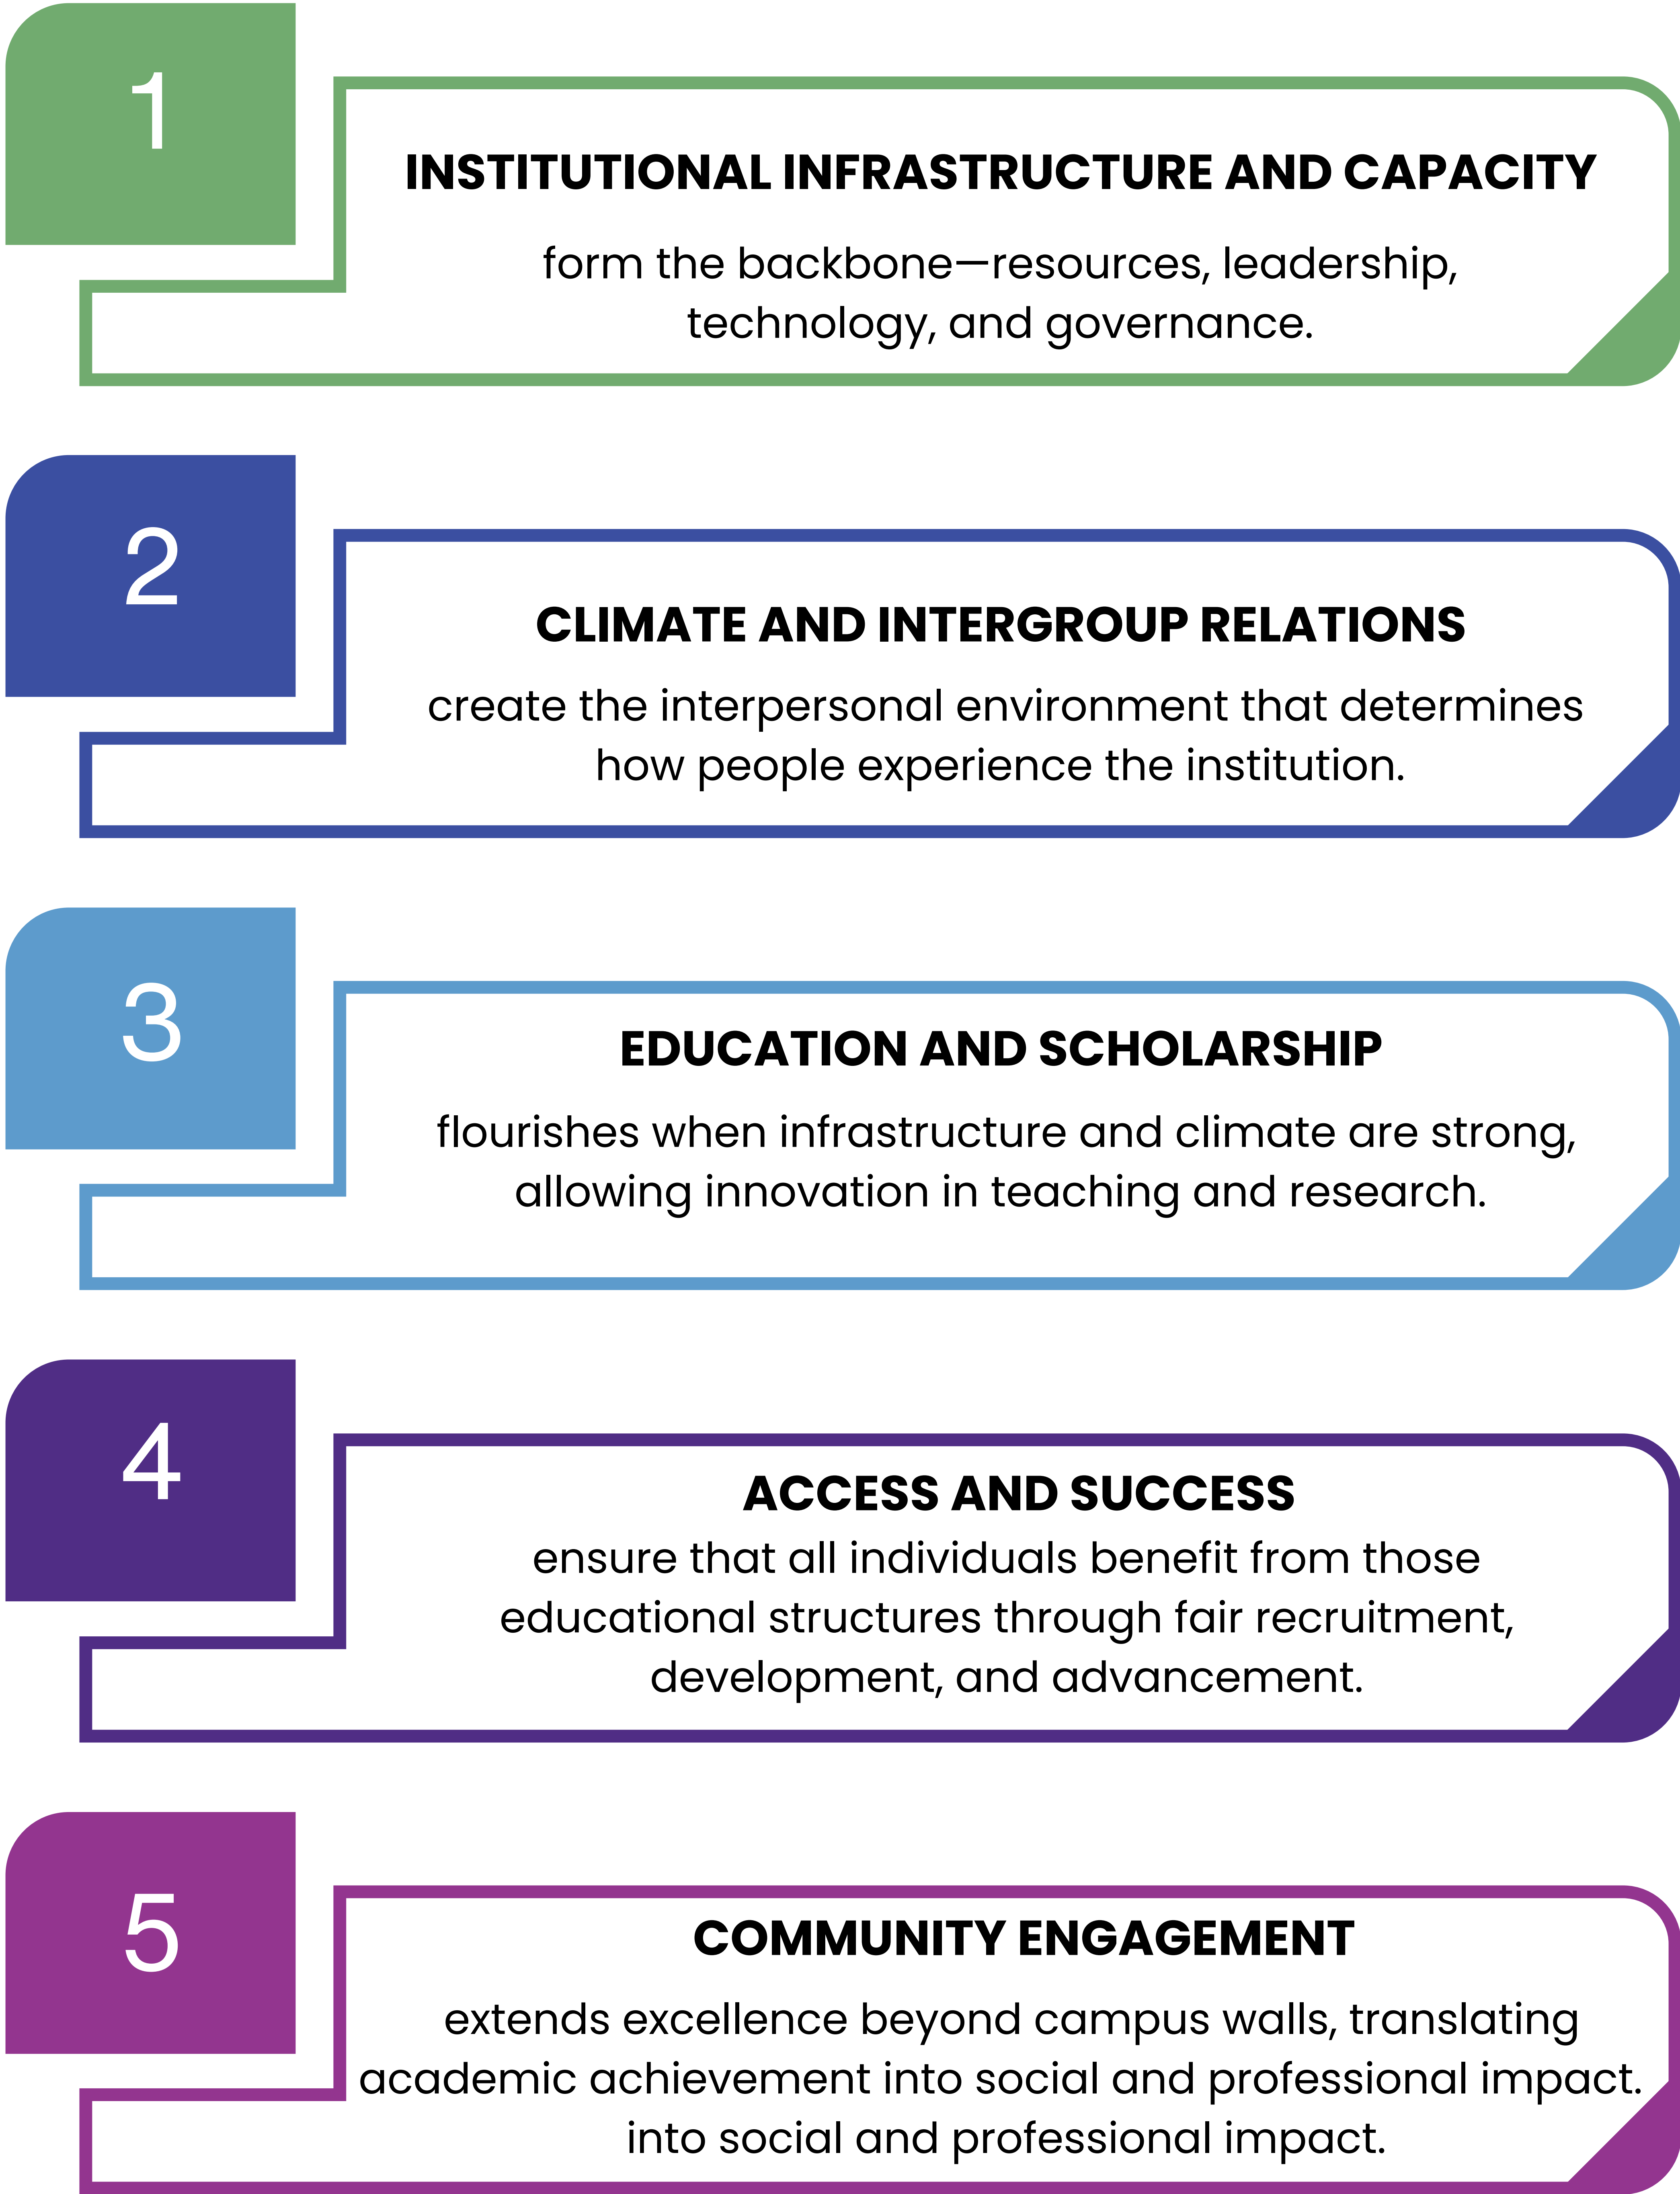 1
INSTITUTIONAL INFRASTRUCTURE AND CAPACITY
form the backbone—resources, leadership,
technology, and governance.
2
CLIMATE AND INTERGROUP RELATIONS
create the interpersonal environment that determines
how people experience the institution.
3
EDUCATION AND SCHOLARSHIP
flourishes when infrastructure and climate are strong,
allowing innovation in teaching and research.
4
ACCESS AND SUCCESS
ensure that all individuals benefit from those
educational structures through fair recruitment,
development, and advancement.
5
COMMUNITY ENGAGEMENT
extends excellence beyond campus walls, translating
academic achievement into social and professional impact.
into social and professional impact.